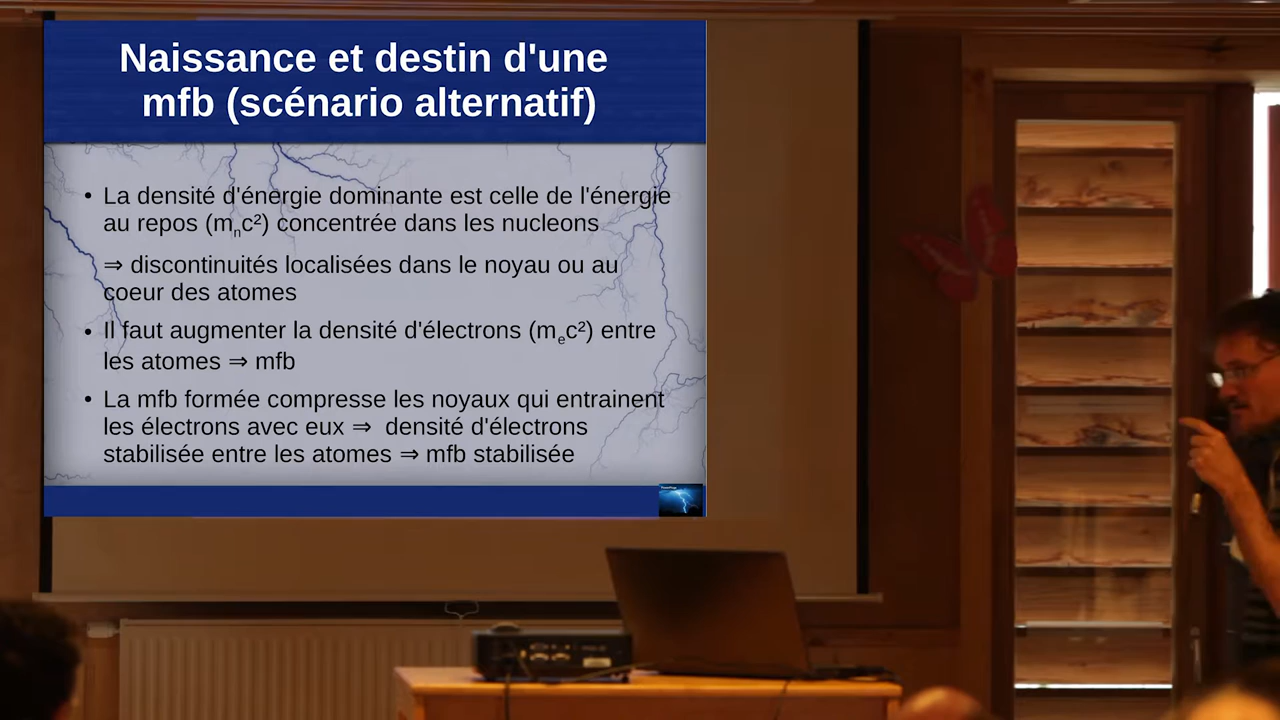 Naissance et destin d'une
mfb (scénario alternatif)
• La densité d'énergie dominante est celle de l'énergie
au repos (mₙc²) concentrée dans les nucleons
⇒ discontinuités localisées dans le noyau ou au
coeur des atomes
• Il faut augmenter la densité d'électrons (mₑc²) entre
les atomes ⇒ mfb
• La mfb formée compresse les noyaux qui entrainent
les électrons avec eux ⇒ densité d'électrons
stabilisée entre les atomes ⇒ mfb stabilisée